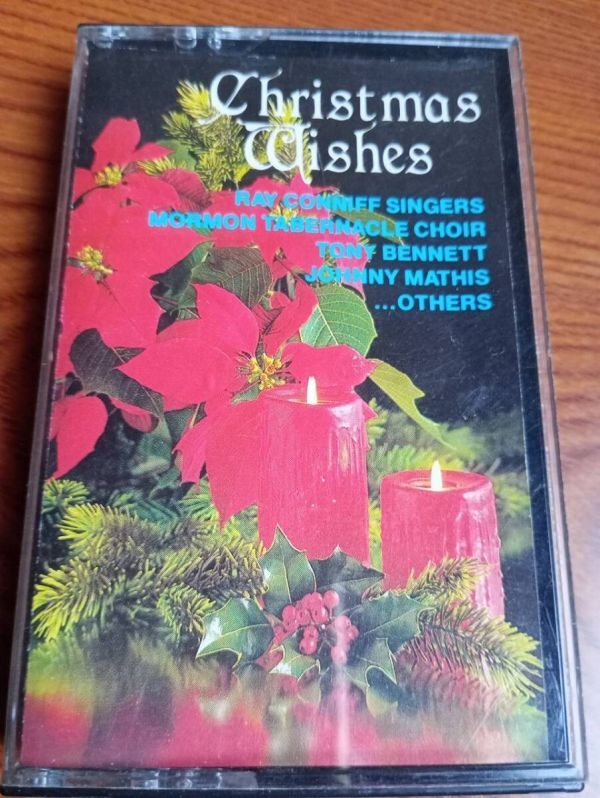 Christmas
Wishes
RAY CONNIFF SINGERS
MORMON TABERNACLE CHOIR
TONY BENNETT
JOHNNY MATHIS
...OTHERS